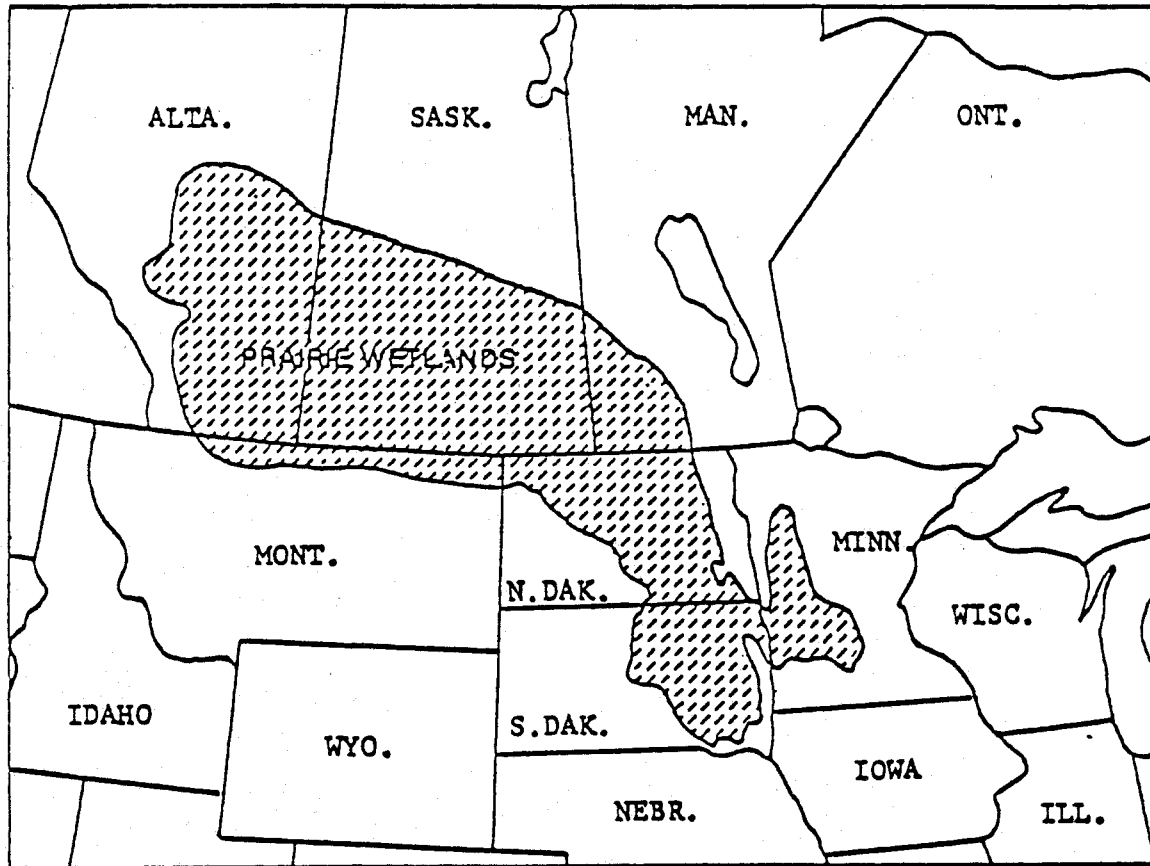 ALTA.
SASK.
MAN.
ONT.
PRAIRIE WETLANDS
MONT.
N.DAK.
MINN.
WISC.
IDAHO
WYO.
S.DAK.
IOWA
NEBR.
ILL.